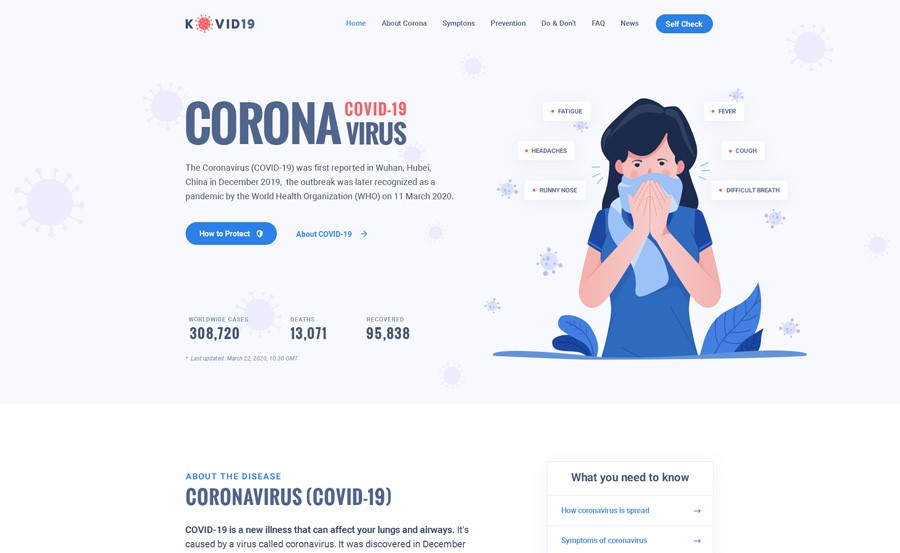 K VID19
Home About Corona Symptoms Prevention Do & Don't FAQ News Self Check
CORONA COVID-19
VIRUS
The Coronavirus (COVID-19) was first reported in Wuhan, Hubei,
China in December 2019, the outbreak was later recognized as a
pandemic by the World Health Organization (WHO) on 11 March 2020.
How to Protect About COVID-19
FATIGUE
FEVER
HEADACHES
COUGH
RUNNY NOSE
DIFFICULT BREATH
WORLDWIDE CASES DEATHS RECOVERED
308,720 13,071 95,838
* Last updated: March 22, 2020, 10:30 GMT
ABOUT THE DISEASE
CORONAVIRUS (COVID-19)
COVID-19 is a new illness that can affect your lungs and airways. It's
caused by a virus called coronavirus. It was discovered in December
What you need to know
How coronavirus is spread
Symptoms of coronavirus